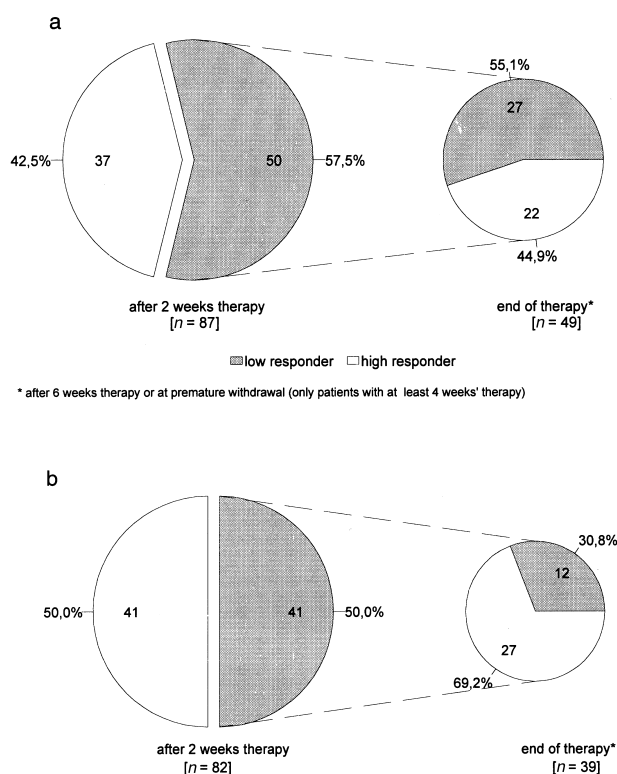 a
55,1%
27
42,5%
37
50
57,5%
22
44,9%
after 2 weeks therapy
[n = 87]
end of therapy*
[n = 49]
low responder
high responder
* after 6 weeks therapy or at premature withdrawal (only patients with at least 4 weeks' therapy)
b
30,8%
12
50,0%
41
41
50,0%
27
69,2%
after 2 weeks therapy
[n = 82]
end of therapy*
[n = 39]